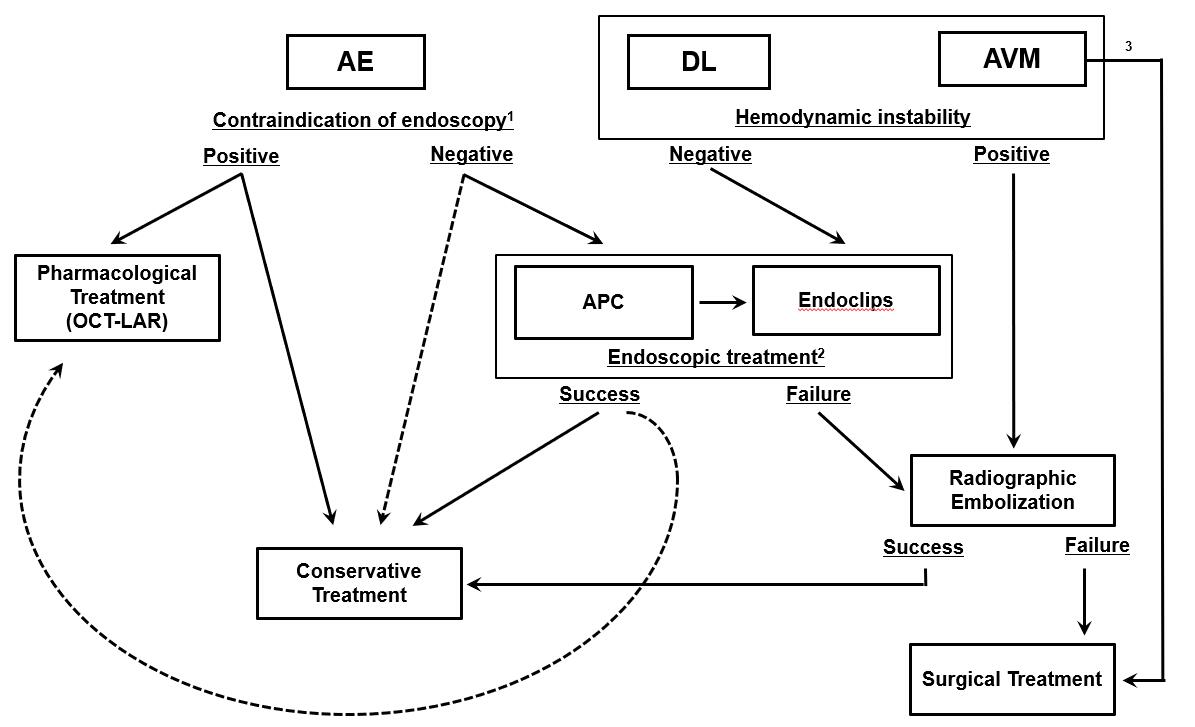 AE
DL
AVM
3
Contraindication of endoscopy1
Hemodynamic instability
Positive
Negative
Negative
Positive
Pharmacological
Treatment
(OCT-LAR)
APC
Endoclips
Endoscopic treatment2
Success
Failure
Radiographic
Embolization
Success
Failure
Conservative
Treatment
Surgical Treatment